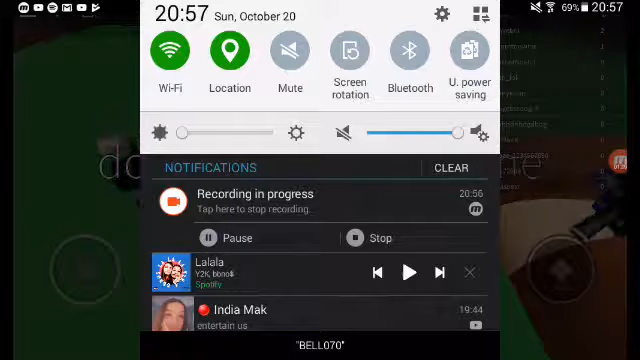 20:57 Sun, October 20
69% 20:57
Wi-Fi
Location
Mute
Screen rotation
Bluetooth
U. power saving
NOTIFICATIONS
CLEAR
Recording in progress
20:56
Tap here to stop recording.
Pause
Stop
Lalala
Y2K, bbno$
Spotify
India Mak
19:44
entertain us
"BELL070"